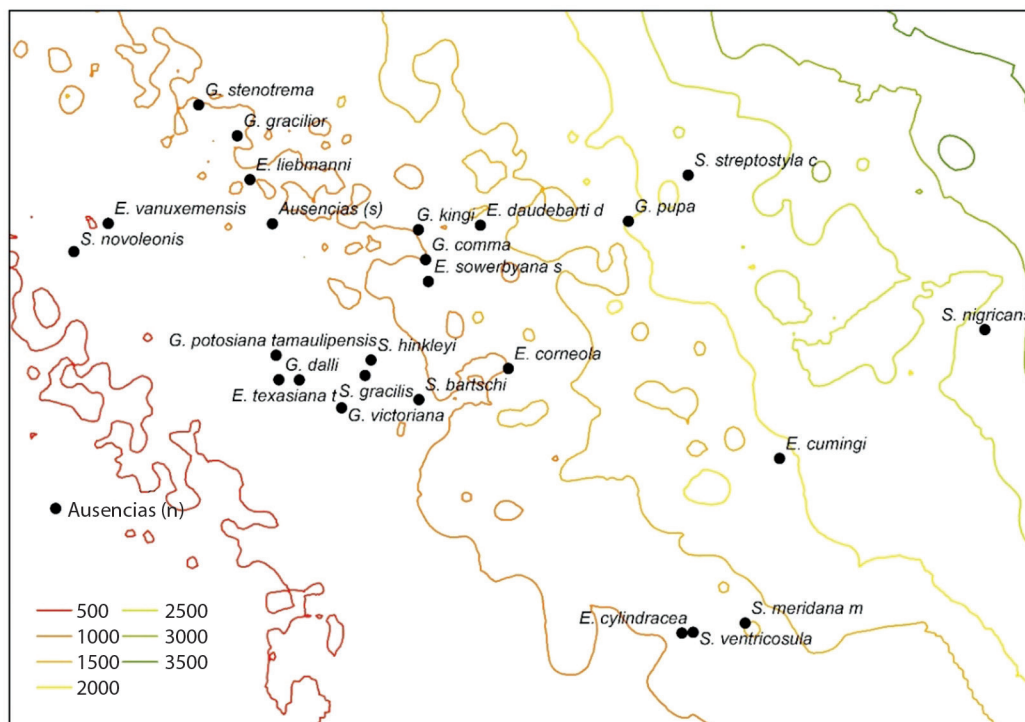 G. stenotrema
G. gracilior
S. streptostyla c
E. liebmanni
E. vanuxemensis
Ausencias (s)
G. kingi
E. daudebarti d
G. pupa
S. novoleonis
G. comma
E. sowerbyana s
S. nigricans
G. potosiana tamaulipensis
S. hinkleyi
G. dalli
E. corneola
E. texasiana t
S. gracilis
S. bartschi
G. victoriana
E. cumingi
Ausencias (n)
500
2500
1000
3000
1500
3500
2000
E. cylindracea
S. meridana m
S. ventricosula